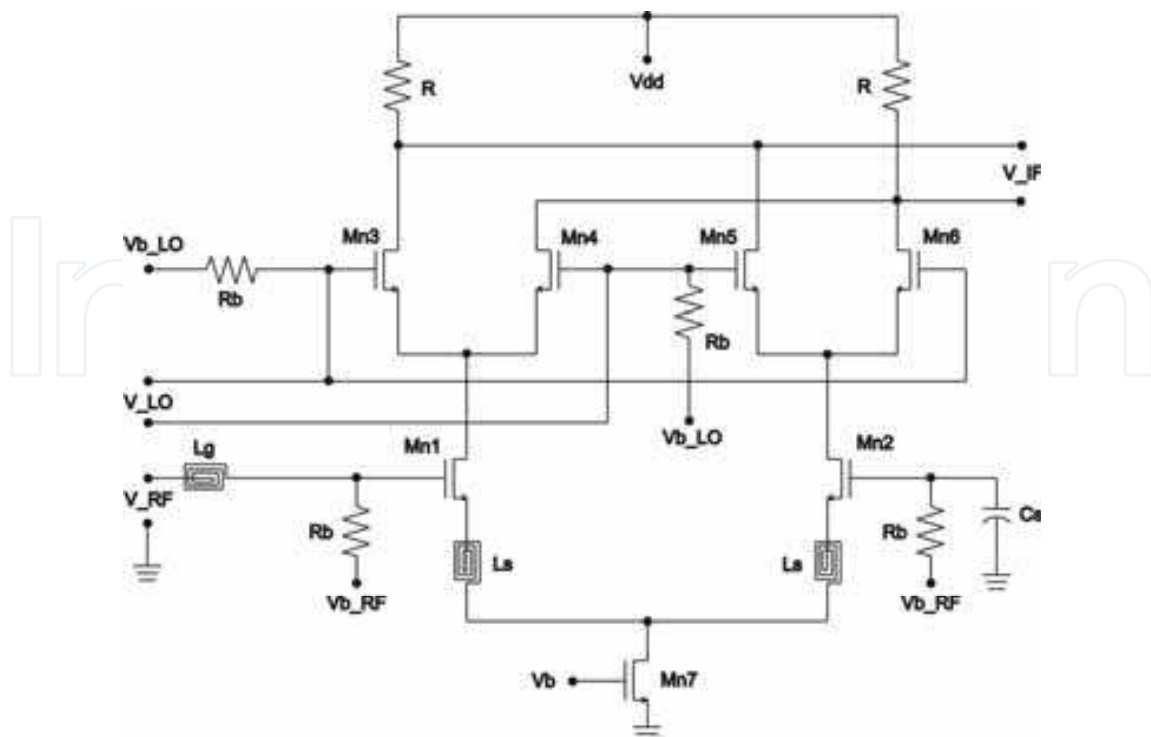 R
Vdd
R
V_IF
Mn3
Mn4
Mn5
Mn6
Vb_LO
Rb
Rb
V_LO
Vb_LO
Lg
Mn1
Mn2
V_RF
Rb
Rb
Cs
Ls
Ls
Vb_RF
Vb_RF
Vb
Mn7